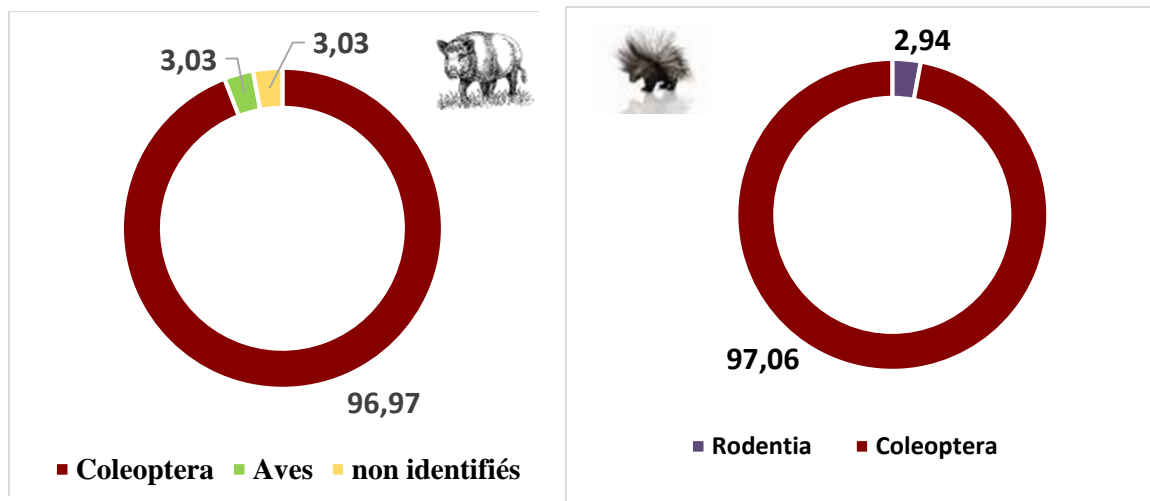 3,03
3,03
96,97
Coleoptera Aves non identifiés
2,94
97,06
Rodentia Coleoptera